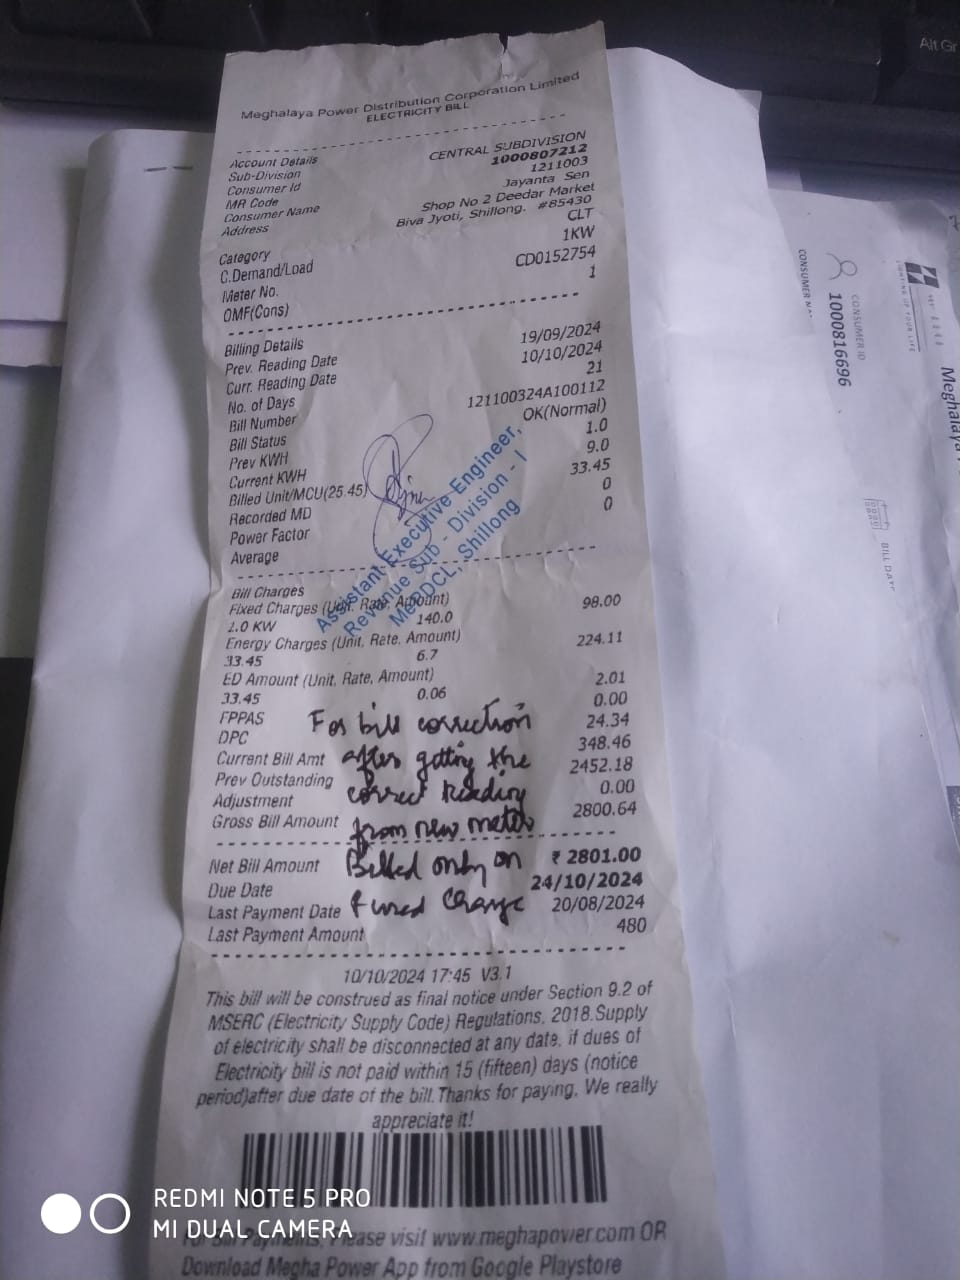 Meghalaya Power Distribution Corporation Limited
ELECTRICITY BILL
Account Details
Sub-Division CENTRAL SUBDIVISION
Consumer Id 1000807212
MR Code 1211003
Consumer Name Jayanta Sen
Address Shop No 2 Deedar Market
Biva Jyoti, Shillong. #85430
Category CLT
C.Demand/Load 1KW
Meter No. CD0152754
OMF(Cons) 1
Billing Details
Prev. Reading Date 19/09/2024
Curr. Reading Date 10/10/2024
No. of Days 21
Bill Number 121100324A100112
Bill Status OK(Normal)
Prev KWH 1.0
Current KWH 9.0
Billed Unit/MCU(25.45) 33.45
Recorded MD 0
Power Factor 0
Average
Assistant Executive Engineer,
Revenue Sub - Division - I
MePDCL, Shillong
Bill Charges
Fixed Charges (Unit, Rate, Amount)
1.0 KW 140.0 98.00
Energy Charges (Unit, Rate, Amount)
33.45 6.7 224.11
ED Amount (Unit, Rate, Amount)
33.45 0.06 2.01
FPPAS 0.00
DPC 24.34
Current Bill Amt 348.46
Prev Outstanding 2452.18
Adjustment 0.00
Gross Bill Amount 2800.64
For bill correction
after getting the
correct reading
from new meter
Billed only on
fixed charge
Net Bill Amount ₹ 2801.00
Due Date 24/10/2024
Last Payment Date 20/08/2024
Last Payment Amount 480
10/10/2024 17:45 V3.1
This bill will be construed as final notice under Section 9.2 of
MSERC (Electricity Supply Code) Regulations, 2018.Supply
of electricity shall be disconnected at any date, if dues of
Electricity bill is not paid within 15 (fifteen) days (notice
period)after due date of the bill.Thanks for paying. We really
appreciate it!
For Bill Payments, Please visit www.meghapower.com OR
Download Megha Power App from Google Playstore
REDMI NOTE 5 PRO
MI DUAL CAMERA
Alt Gr
CONSUMER ID
1000816696
BILL DATE
LIGHTING UP YOUR LIFE